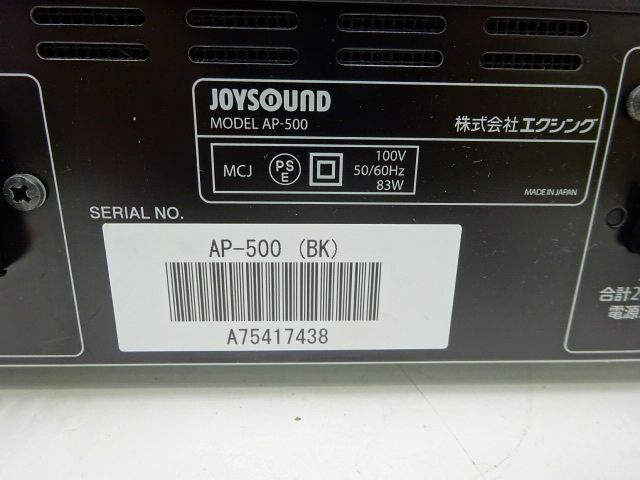 JOYSOUND
MODEL AP-500
株式会社エクシング
MCJ
PS
E
100V
50/60Hz
83W
MADE IN JAPAN
SERIAL NO.
AP-500 (BK)
A75417438
合計2
電源